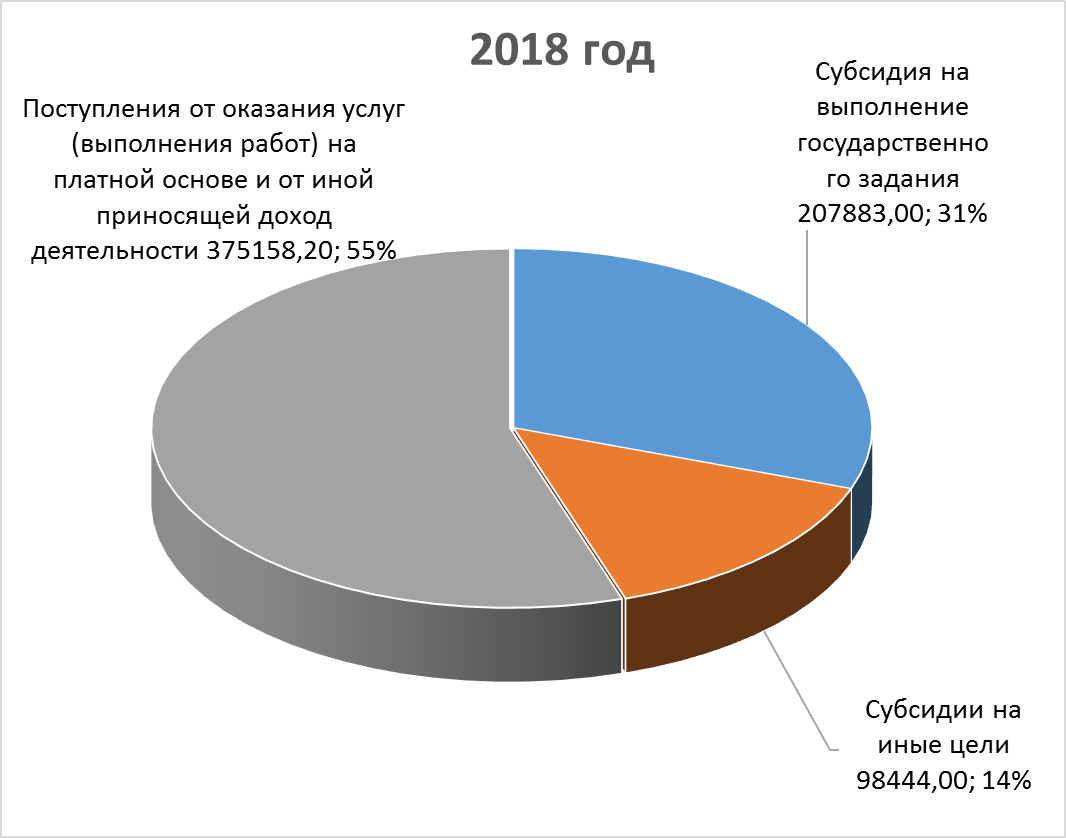 2018 год
Поступления от оказания услуг
(выполнения работ) на
платной основе и от иной
приносящей доход
деятельности 375158,20; 55%
Субсидия на
выполнение
государственно
го задания
207883,00; 31%
Субсидии на
иные цели
98444,00; 14%